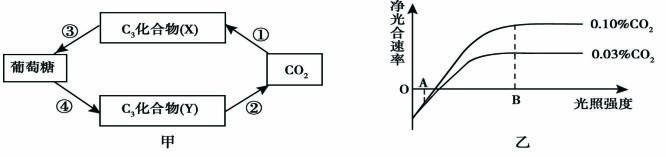 ③
C₃化合物(X)
①
葡萄糖
CO₂
④
C₃化合物(Y)
②
甲
净光合速率
0.10%CO₂
0.03%CO₂
O
A
B
光照强度
乙